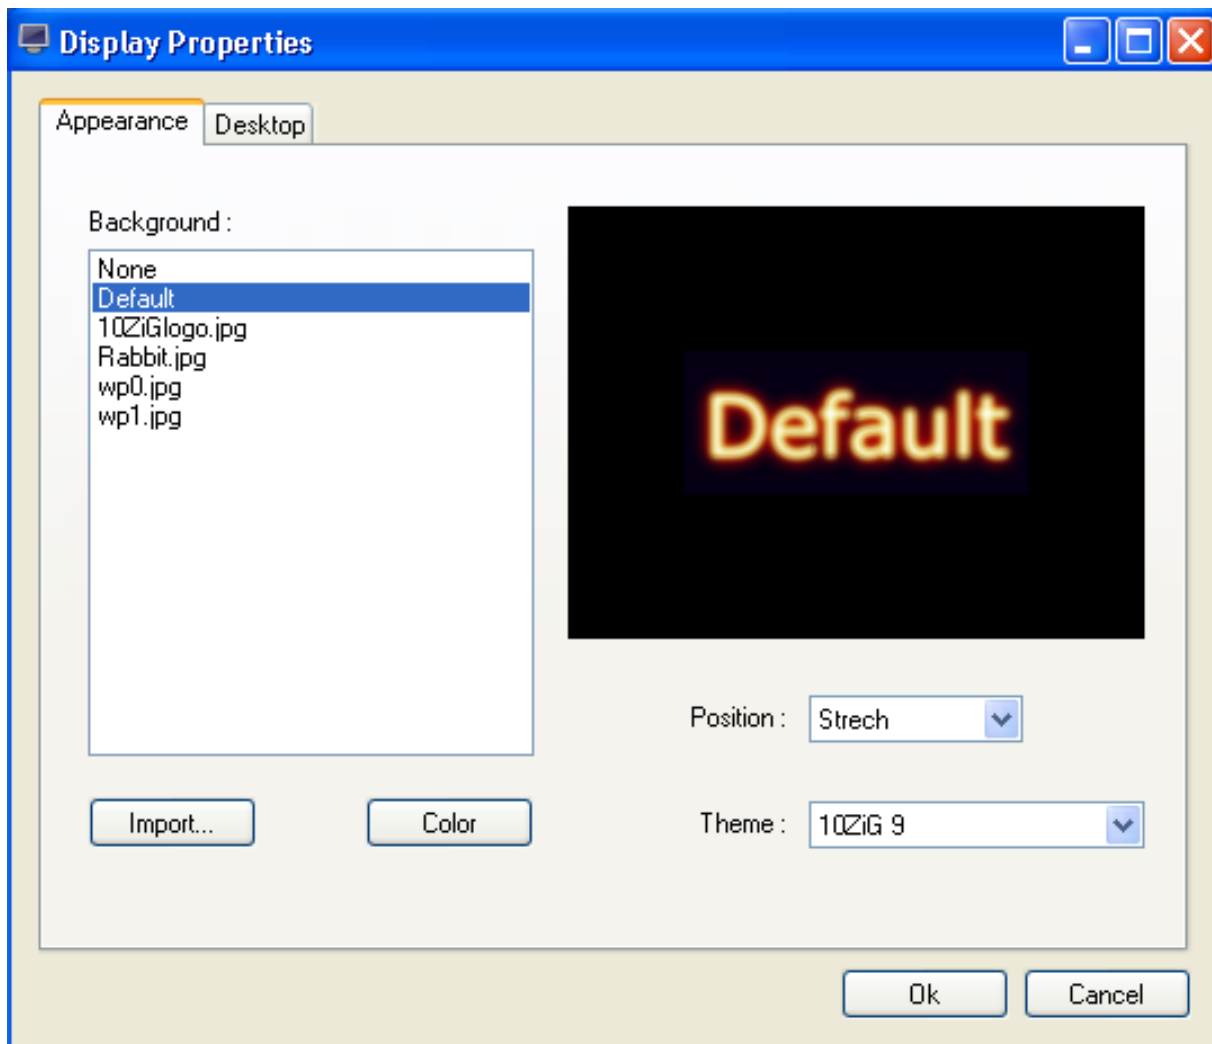 Display Properties
Appearance
Desktop
Background :
None
Default
10ZiGlogo.jpg
Rabbit.jpg
wp0.jpg
wp1.jpg
Default
Position :
Strech
Import...
Color
Theme :
10ZiG 9
Ok
Cancel